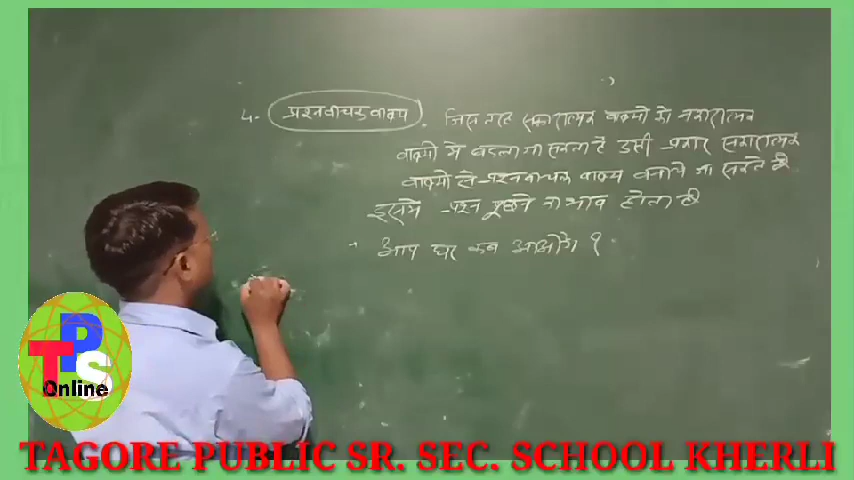 4- प्रश्नवाचक वाक्य . जिस तरह सकारात्मक वाक्यो को नकारात्मक
वाक्यो मे बदला जा सकता है उसी प्रकार सकारात्मक
वाक्यो से प्रश्नवाचक वाक्य बनाये जा सकते है
इसमे प्रश्न पूछने का भाव होता है
आप घर कब आओगे ?
TPS
Online
TAGORE PUBLIC SR. SEC. SCHOOL KHERLI